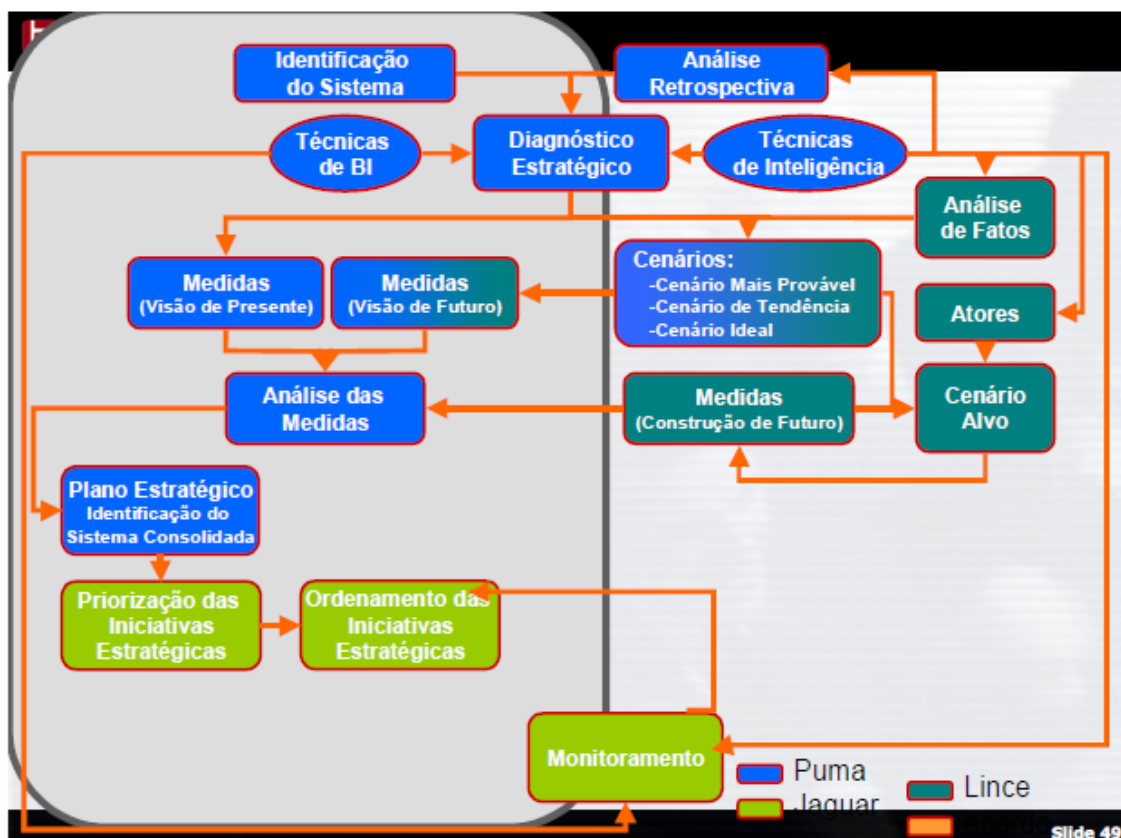 Identificação
do Sistema
Análise
Retrospectiva
Técnicas
de BI
Diagnóstico
Estratégico
Técnicas
de Inteligência
Análise
de Fatos
Medidas
(Visão de Presente)
Medidas
(Visão de Futuro)
Cenários:
-Cenário Mais Provável
-Cenário de Tendência
-Cenário Ideal
Atores
Análise das
Medidas
Medidas
(Construção de Futuro)
Cenário
Alvo
Plano Estratégico
Identificação do
Sistema Consolidada
Priorização das
Iniciativas
Estratégicas
Ordenamento das
Iniciativas
Estratégicas
Monitoramento
Puma
Lince
Jaguar
Slide 49